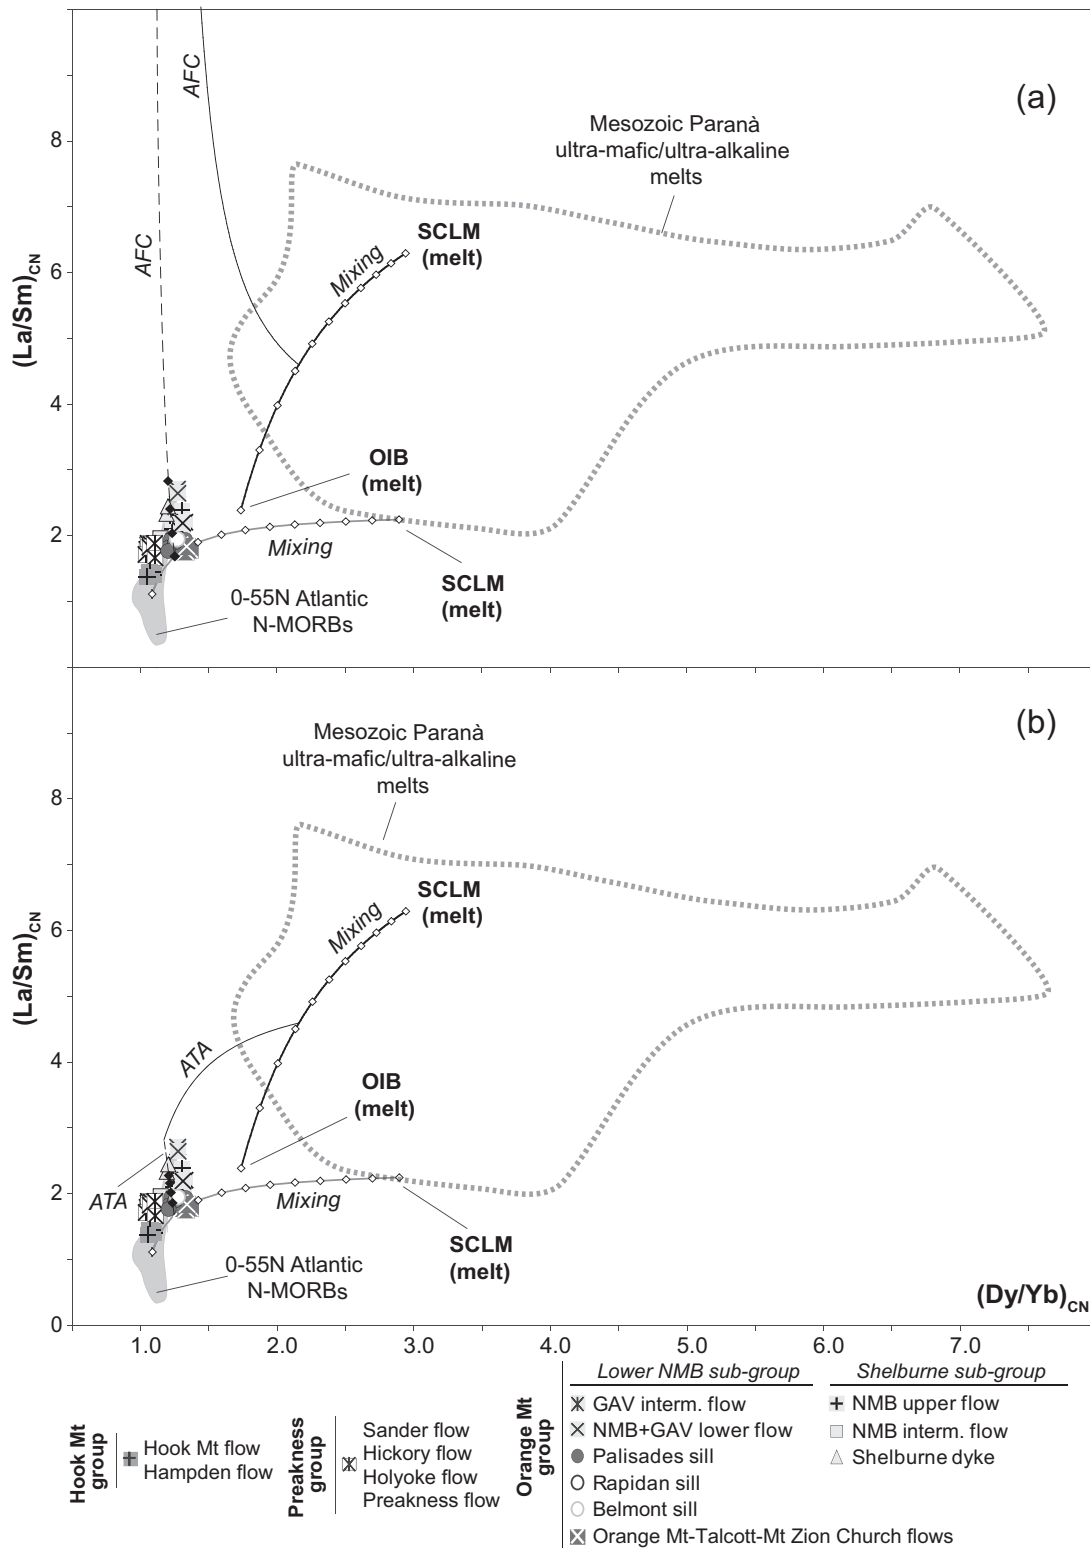 (a)
AFC
AFC
8
6
4
2
(La/Sm)CN
Mesozoic Paranà
ultra-mafic/ultra-alkaline
melts
SCLM
(melt)
Mixing
OIB
(melt)
Mixing
SCLM
(melt)
0-55N Atlantic
N-MORBs
(b)
8
6
4
2
0
(La/Sm)CN
Mesozoic Paranà
ultra-mafic/ultra-alkaline
melts
SCLM
(melt)
Mixing
ATA
OIB
(melt)
ATA
Mixing
SCLM
(melt)
0-55N Atlantic
N-MORBs
(Dy/Yb)CN
1.0 2.0 3.0 4.0 5.0 6.0 7.0
Hook Mt
group
Hook Mt flow
Hampden flow
Preakness
group
Sander flow
Hickory flow
Holyoke flow
Preakness flow
Orange Mt
group
Lower NMB sub-group
GAV interm. flow
NMB+GAV lower flow
Palisades sill
Rapidan sill
Belmont sill
Orange Mt-Talcott-Mt Zion Church flows
Shelburne sub-group
NMB upper flow
NMB interm. flow
Shelburne dyke